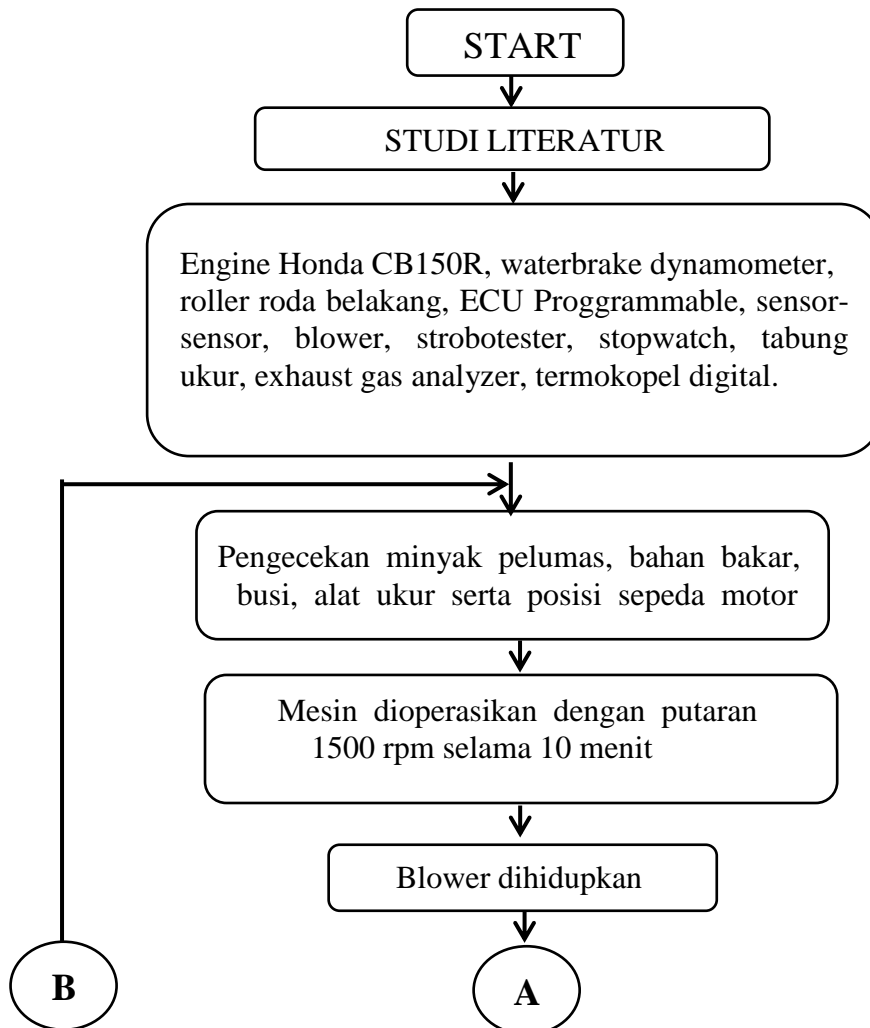 START
STUDI LITERATUR
Engine Honda CB150R, waterbrake dynamometer,
roller roda belakang, ECU Proggrammable, sensor-
sensor, blower, strobotester, stopwatch, tabung
ukur, exhaust gas analyzer, termokopel digital.
Pengecekan minyak pelumas, bahan bakar,
busi, alat ukur serta posisi sepeda motor
Mesin dioperasikan dengan putaran
1500 rpm selama 10 menit
Blower dihidupkan
B
A